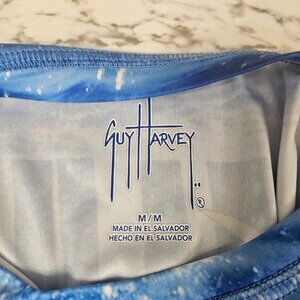 Guy Harvey
®
M / M
MADE IN EL SALVADOR
HECHO EN EL SALVADOR